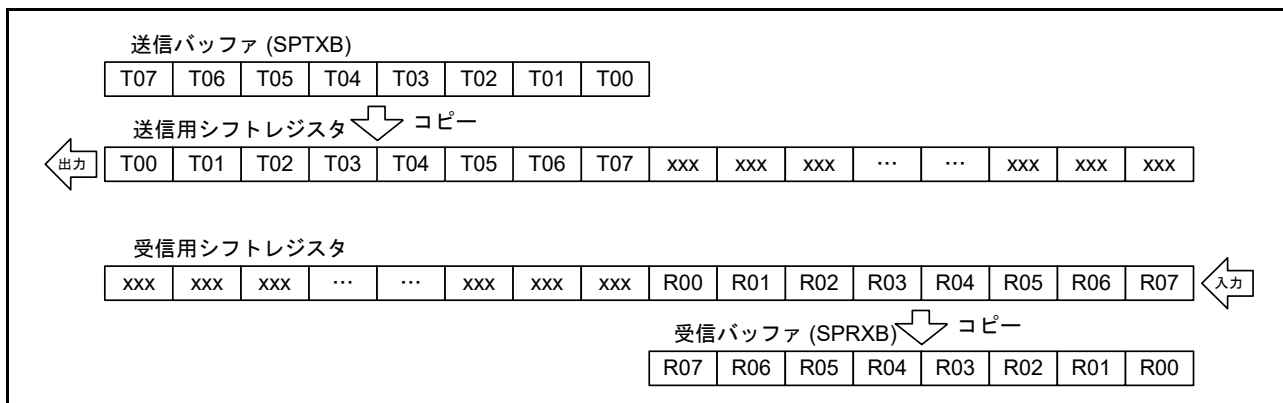 送信バッファ (SPTXB)
T07 T06 T05 T04 T03 T02 T01 T00
コピー
送信用シフトレジスタ
出力 T00 T01 T02 T03 T04 T05 T06 T07 xxx xxx xxx … … xxx xxx xxx
受信用シフトレジスタ
xxx xxx xxx … … xxx xxx xxx R00 R01 R02 R03 R04 R05 R06 R07 入力
コピー
受信バッファ (SPRXB)
R07 R06 R05 R04 R03 R02 R01 R00